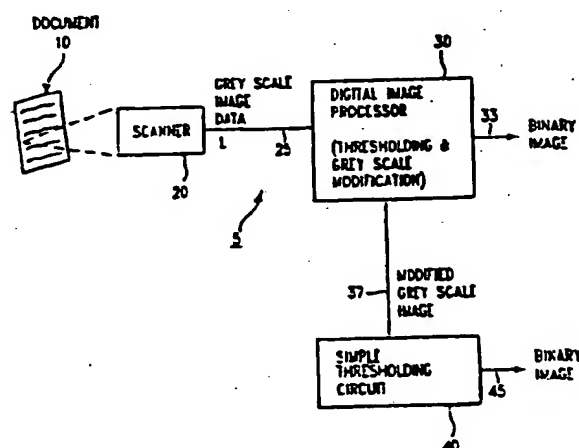 DOCUMENT
10
SCANNER
20
GREY SCALE
IMAGE
DATA
1
25
5
30
DIGITAL IMAGE
PROCESSOR
(THRESHOLDING &
GREY SCALE
MODIFICATION)
33
BINARY
IMAGE
37
MODIFIED
GREY SCALE
IMAGE
SIMPLE
THRESHOLDING
CIRCUIT
45
BINARY
IMAGE
40